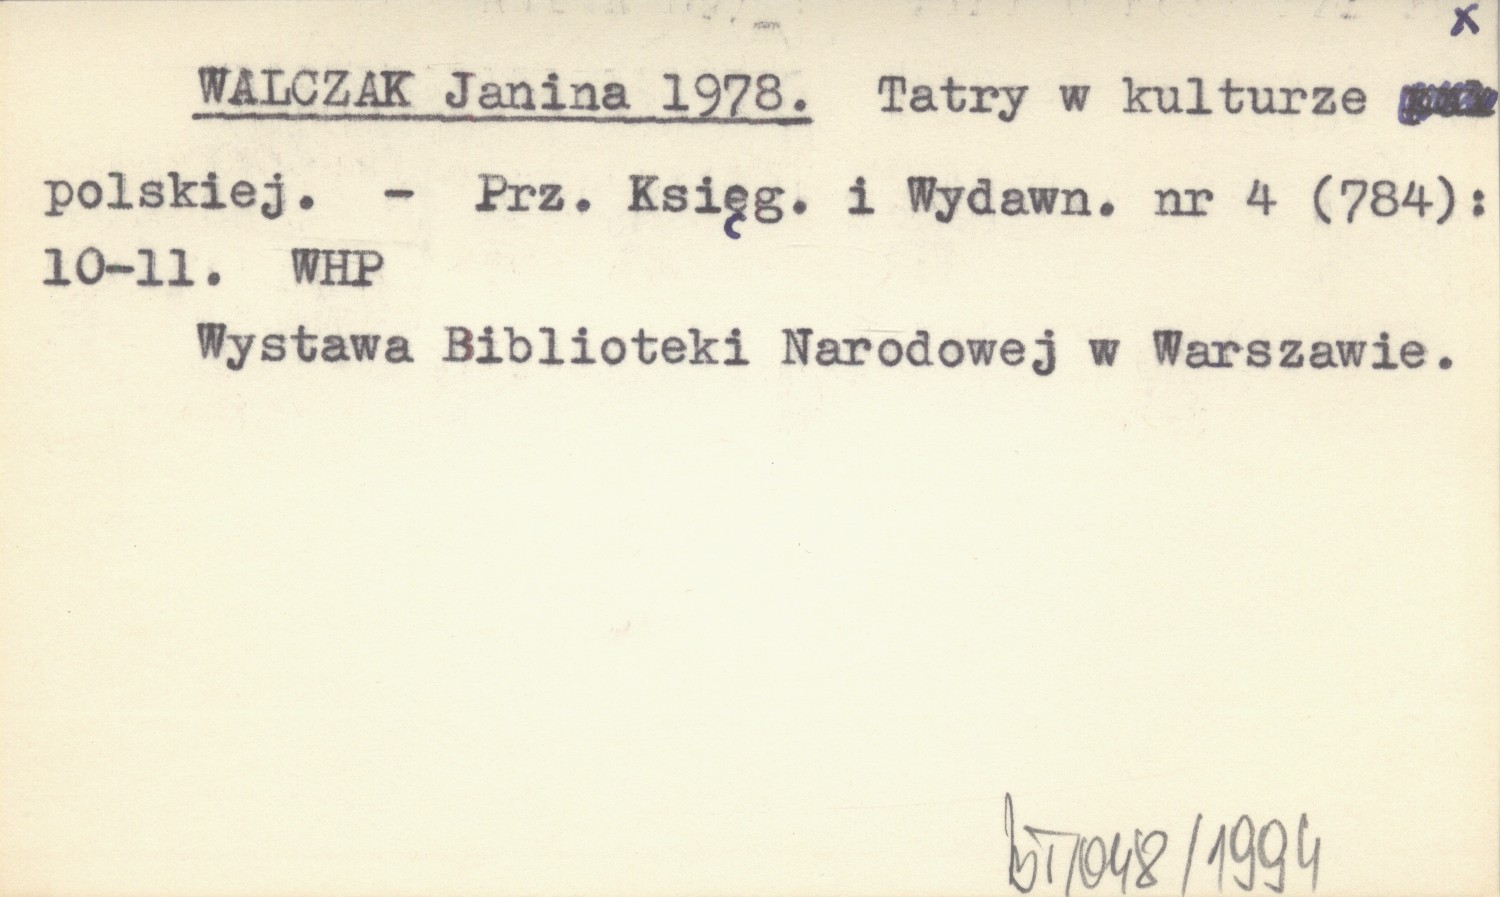 x
WALCZAK Janina 1978. Tatry w kulturze
polskiej. - Prz. Księg. i Wydawn. nr 4 (784):
10-11. WHP
Wystawa Biblioteki Narodowej w Warszawie.
BT/048/1994